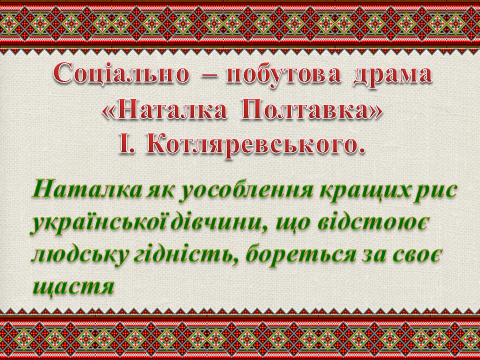 Соціально – побутова драма
«Наталка Полтавка»
І. Котляревського.
Наталка як уособлення кращих рис
української дівчини, що відстоює
людську гідність, бореться за своє
щастя